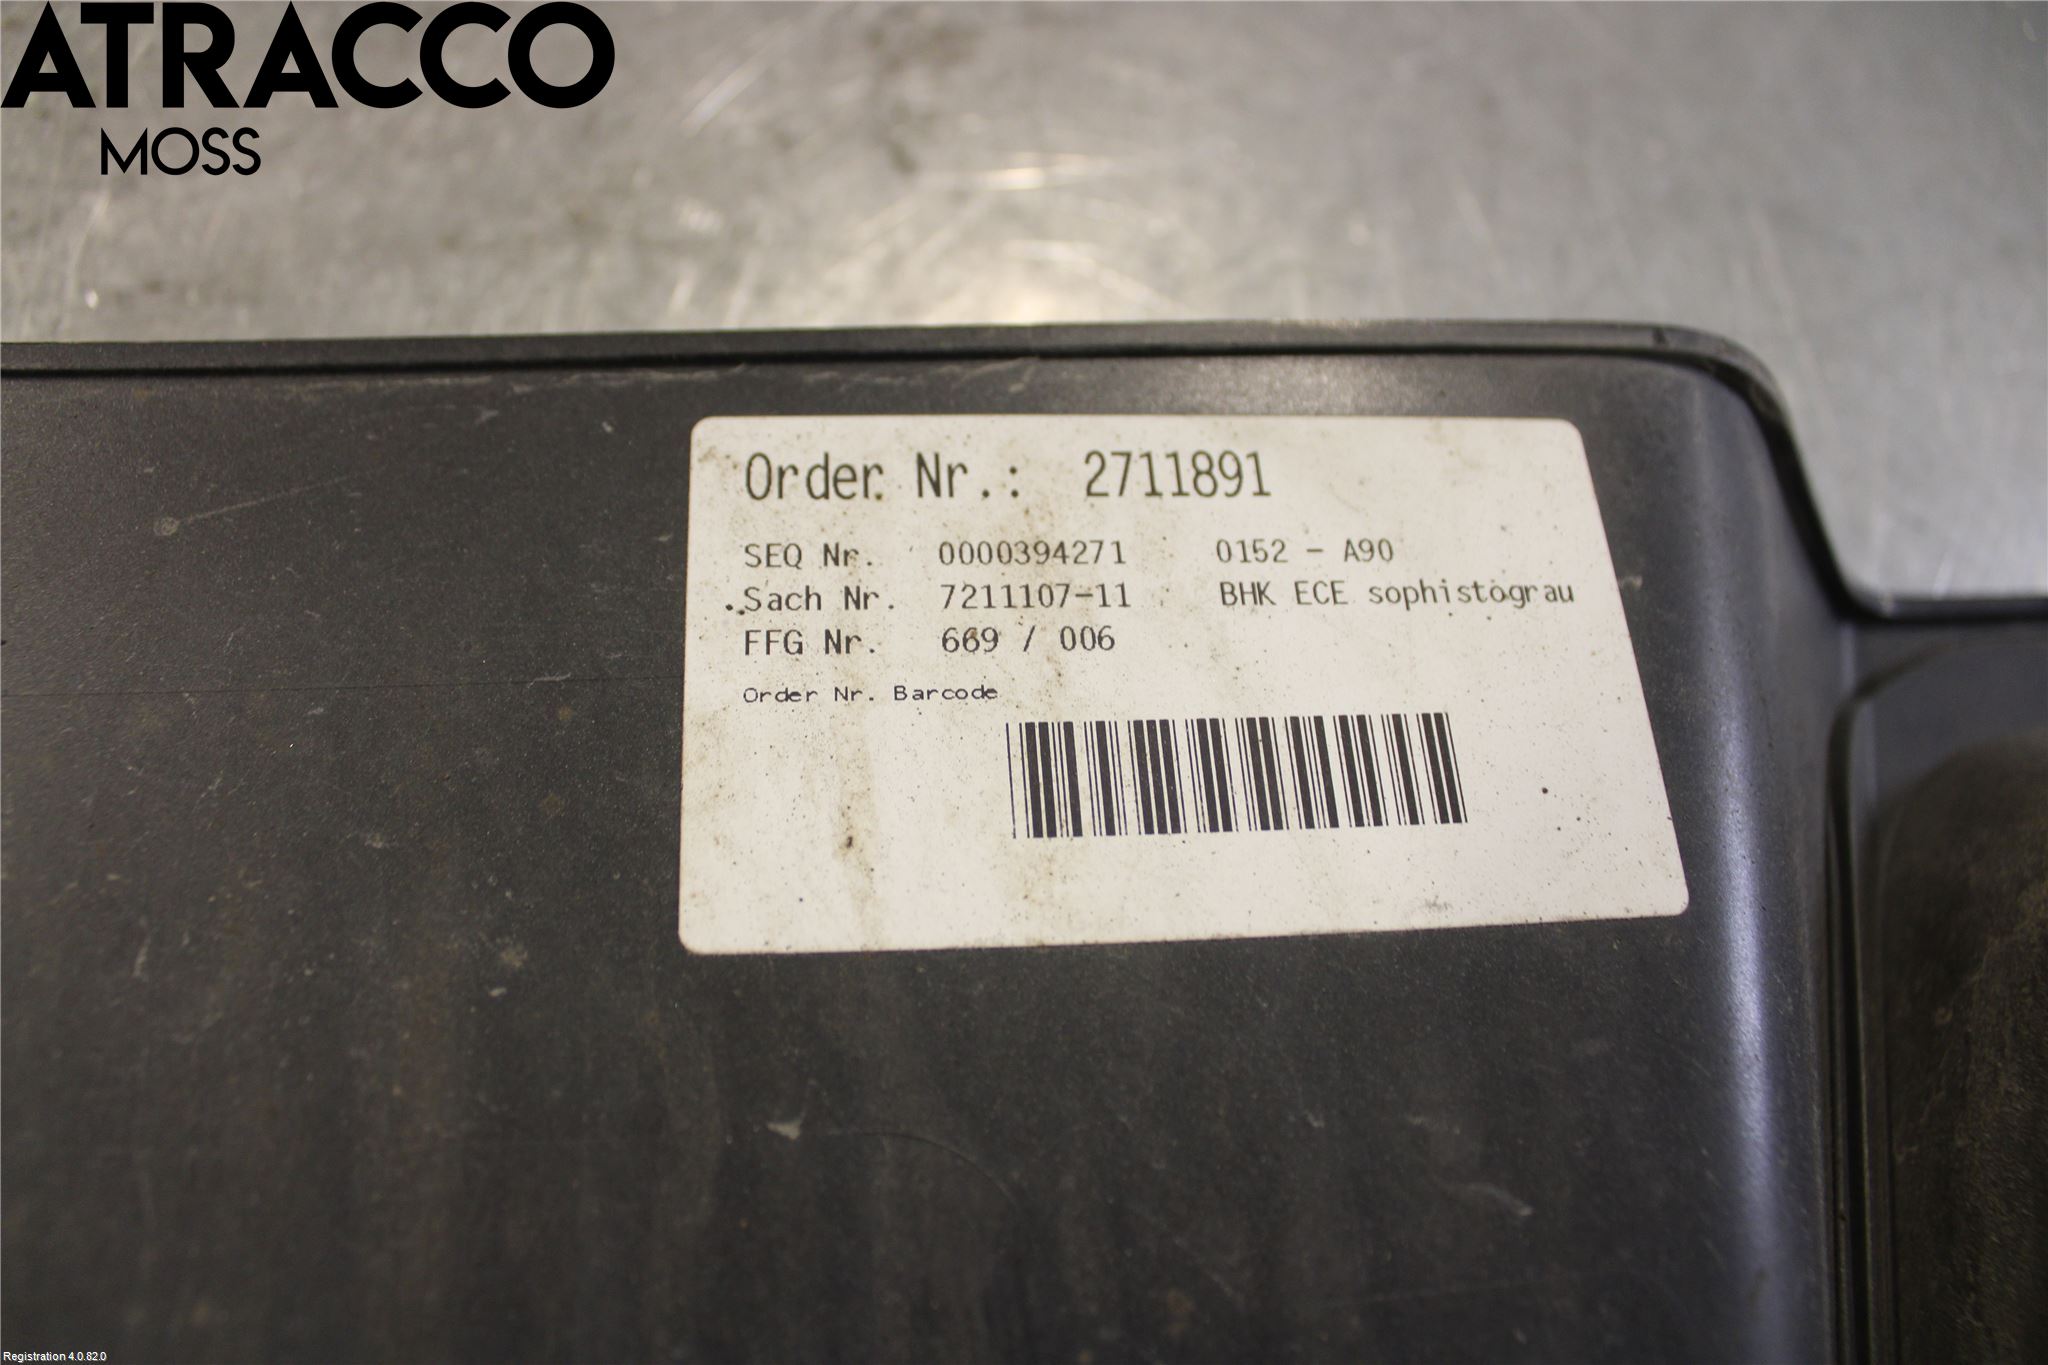 ATRACCO
MOSS
Order Nr.: 2711891
SEQ Nr. 0000394271 0152 - A90
Sach Nr. 7211107-11 BHK ECE sophistograu
FFG Nr. 669 / 006
Order Nr. Barcode
Registration 4.0.82.0